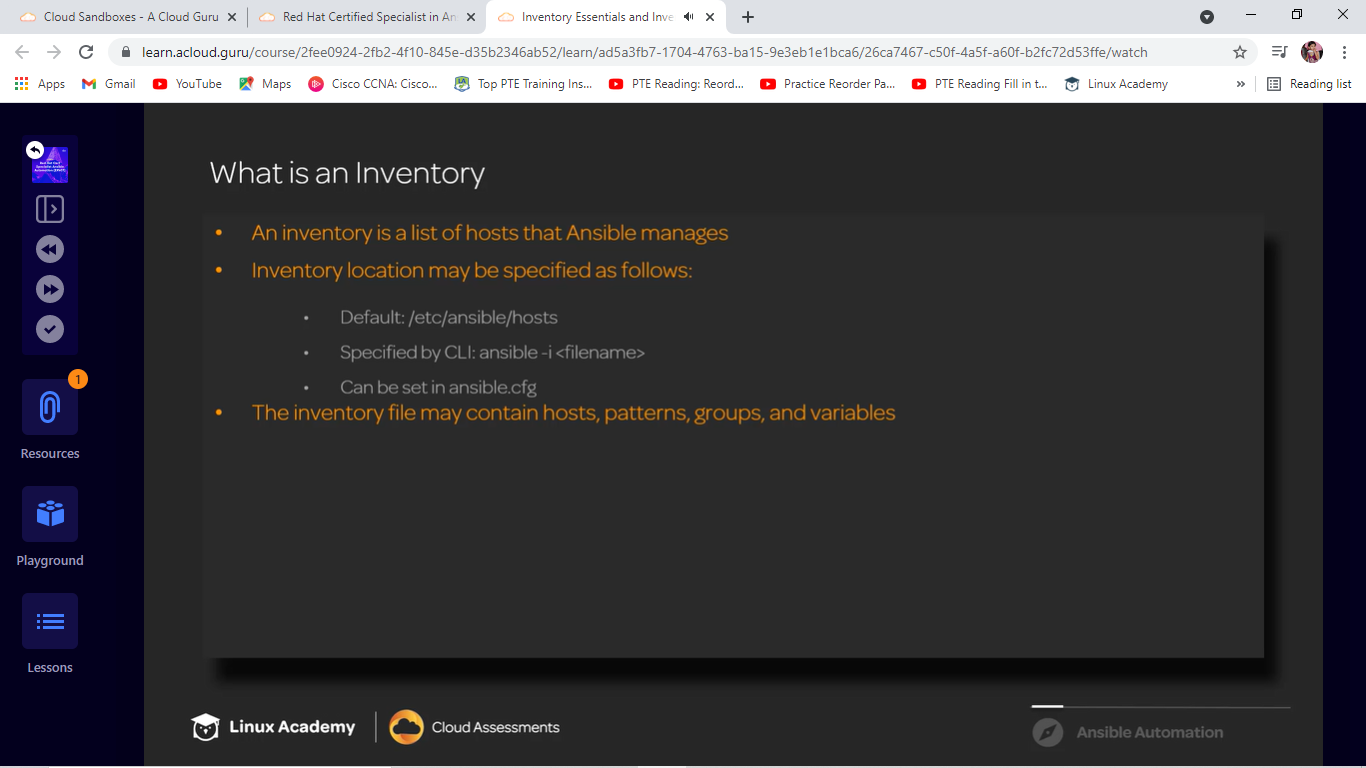 Cloud Sandboxes - A Cloud Guru
Red Hat Certified Specialist in An
Inventory Essentials and Inve
learn.acloud.guru/course/2fee0924-2fb2-4f10-845e-d35b2346ab52/learn/ad5a3fb7-1704-4763-ba15-9e3eb1e1bca6/26ca7467-c50f-4a5f-a60f-b2fc72d53ffe/watch
Apps Gmail YouTube Maps Cisco CCNA: Cisco... Top PTE Training Ins... PTE Reading: Reord... Practice Reorder Pa... PTE Reading Fill in t... Linux Academy » Reading list
What is an Inventory
• An inventory is a list of hosts that Ansible manages
• Inventory location may be specified as follows:
• Default: /etc/ansible/hosts
• Specified by CLI: ansible -i <filename>
• Can be set in ansible.cfg
• The inventory file may contain hosts, patterns, groups, and variables
1
Resources
Playground
Lessons
Linux Academy
Cloud Assessments
Ansible Automation